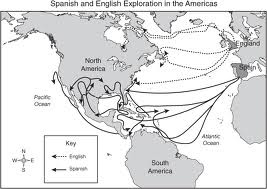 Spanish and English Exploration in the Americas
England
Spain
North
America
Pacific
Ocean
Atlantic
Ocean
N
W
E
S
Key
English
Spanish
South
America